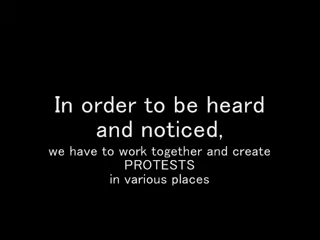 In order to be heard
and noticed,
we have to work together and create
PROTESTS
in various places